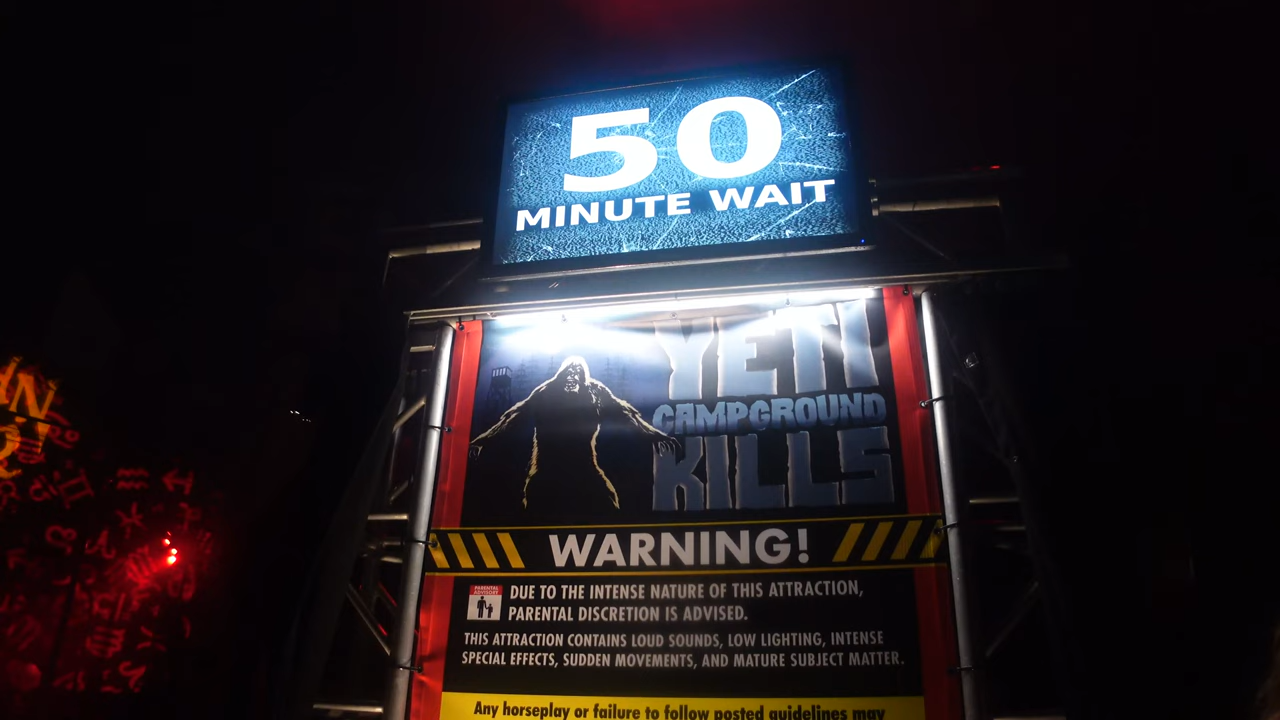 50
MINUTE WAIT
YETI
CAMPGROUND
KILLS
WARNING!
PARENTAL
ADVISORY
DUE TO THE INTENSE NATURE OF THIS ATTRACTION,
PARENTAL DISCRETION IS ADVISED.
THIS ATTRACTION CONTAINS LOUD SOUNDS, LOW LIGHTING, INTENSE
SPECIAL EFFECTS, SUDDEN MOVEMENTS, AND MATURE SUBJECT MATTER.
Any horseplay or failure to follow posted guidelines may